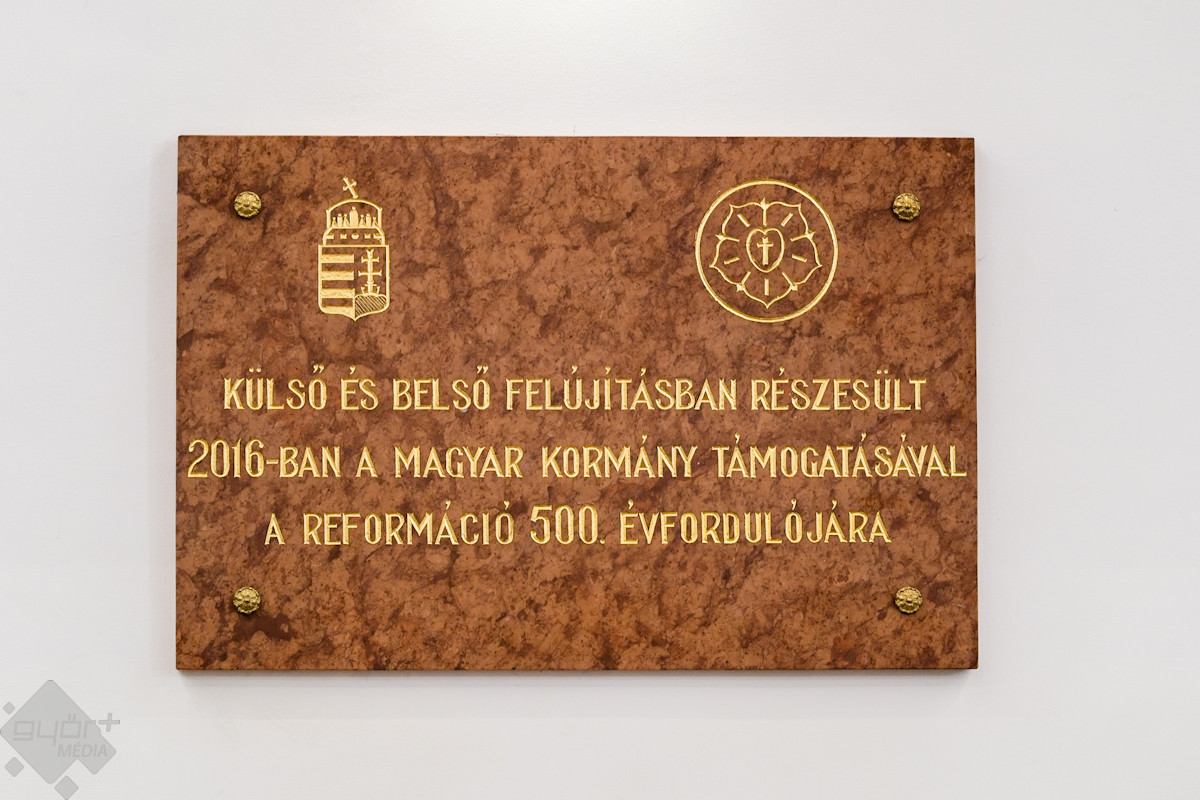 KÜLSŐ ÉS BELSŐ FELÚJÍTÁSBAN RÉSZESÜLT
2016-BAN A MAGYAR KORMÁNY TÁMOGATÁSÁVAL
A REFORMÁCIÓ 500. ÉVFORDULÓJÁRA
győr+
MÉDIA